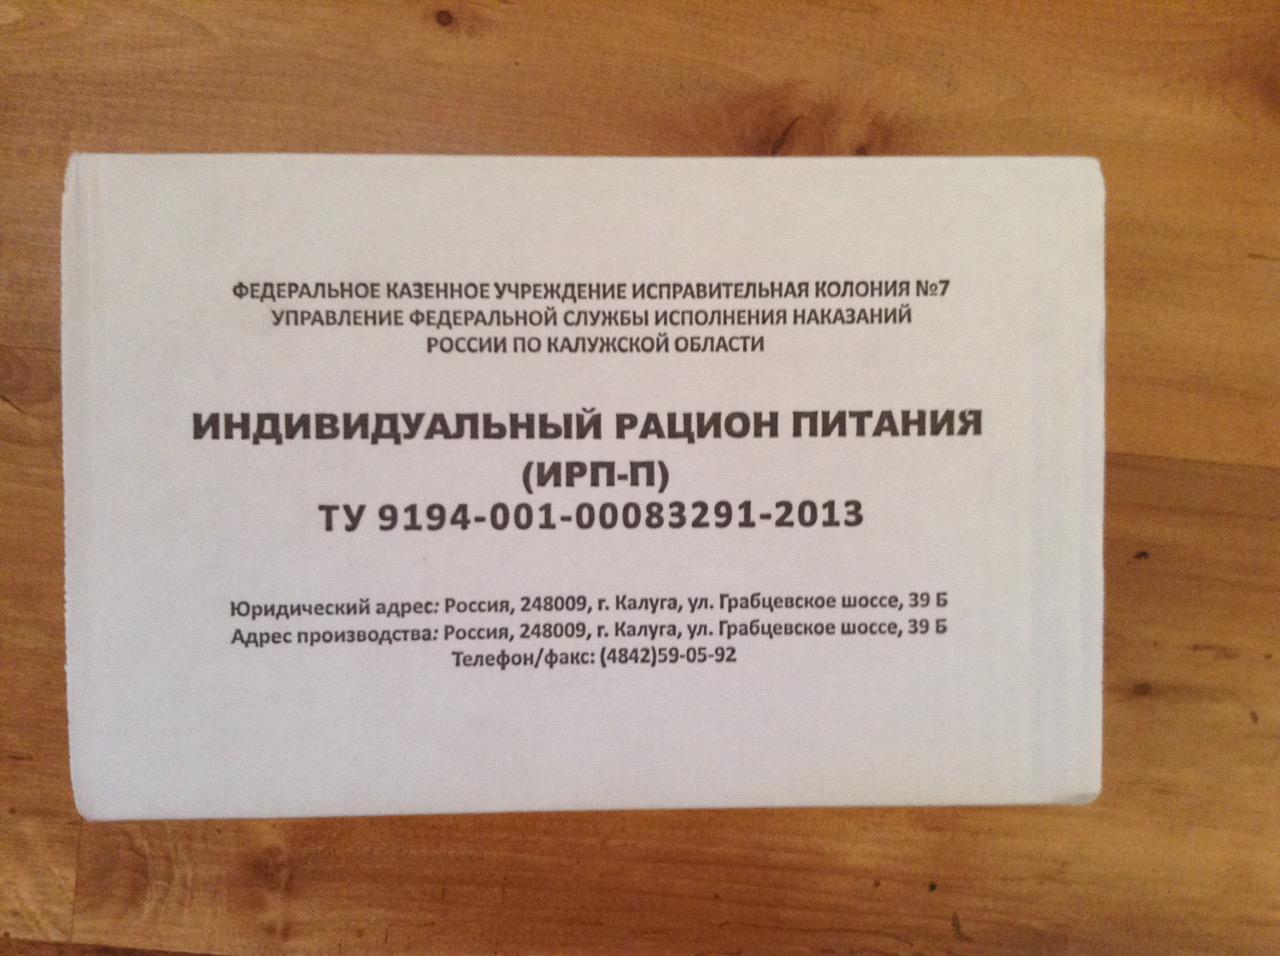 ФЕДЕРАЛЬНОЕ КАЗЕННОЕ УЧРЕЖДЕНИЕ ИСПРАВИТЕЛЬНАЯ КОЛОНИЯ №7
УПРАВЛЕНИЕ ФЕДЕРАЛЬНОЙ СЛУЖБЫ ИСПОЛНЕНИЯ НАКАЗАНИЙ
РОССИИ ПО КАЛУЖСКОЙ ОБЛАСТИ
ИНДИВИДУАЛЬНЫЙ РАЦИОН ПИТАНИЯ
(ИРП-П)
ТУ 9194-001-00083291-2013
Юридический адрес: Россия, 248009, г. Калуга, ул. Грабцевское шоссе, 39 Б
Адрес производства: Россия, 248009, г. Калуга, ул. Грабцевское шоссе, 39 Б
Телефон/факс: (4842)59-05-92